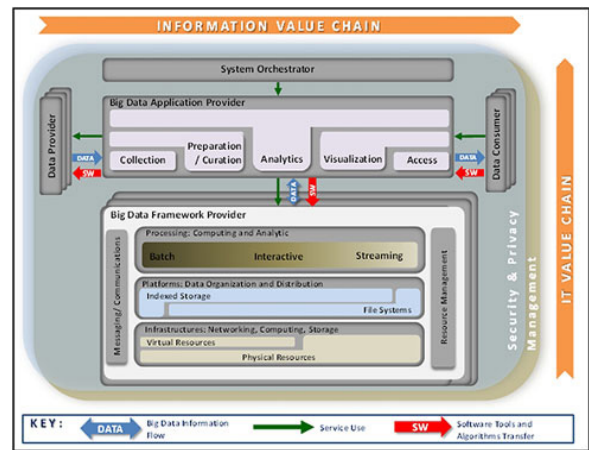 INFORMATION VALUE CHAIN
System Orchestrator
Big Data Application Provider
Collection
Preparation
/ Curation
Analytics
Visualization
Access
Data Provider
DATA
SW
Data Consumer
DATA
SW
DATA
SW
Big Data Framework Provider
Messaging/ Communications
Processing: Computing and Analytic
Batch Interactive Streaming
Platforms: Data Organization and Distribution
Indexed Storage
File Systems
Infrastructures: Networking, Computing, Storage
Virtual Resources
Physical Resources
Resource Management
Security & Privacy
Management
IT VALUE CHAIN
KEY:
DATA
Big Data Information
Flow
Service Use
SW
Software Tools and
Algorithms Transfer